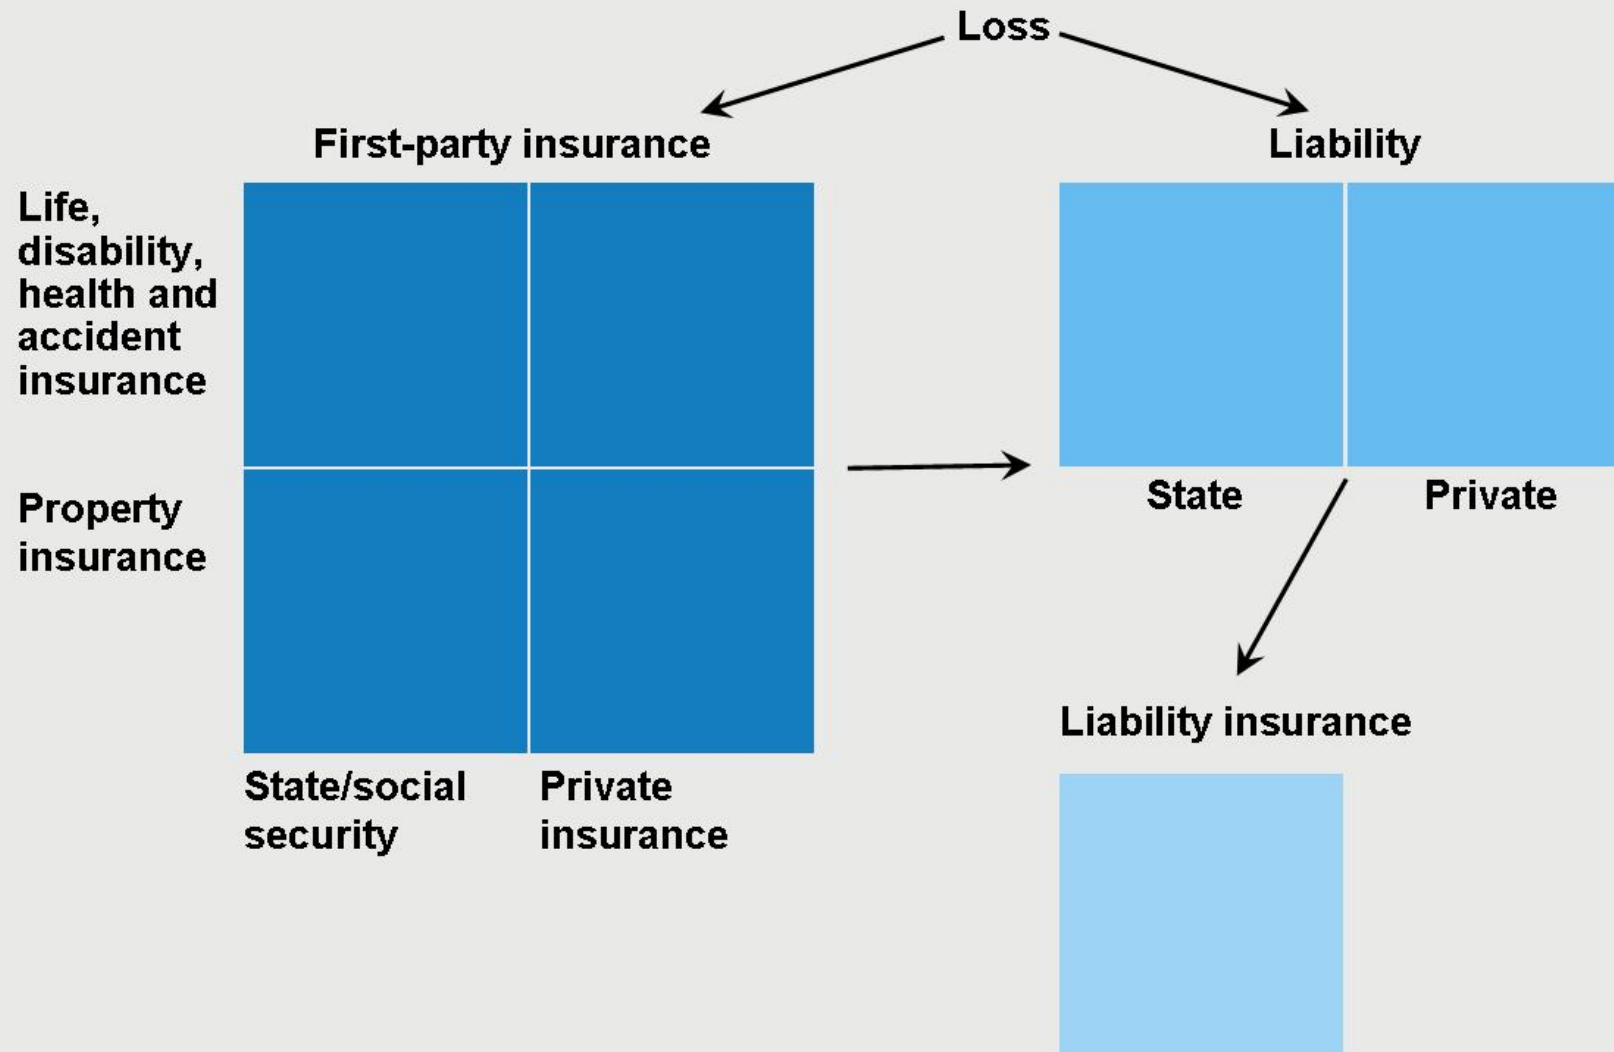 Loss
First-party insurance
Liability
Life,
disability,
health and
accident
insurance
Property
insurance
State
Private
Liability insurance
State/social
security
Private
insurance